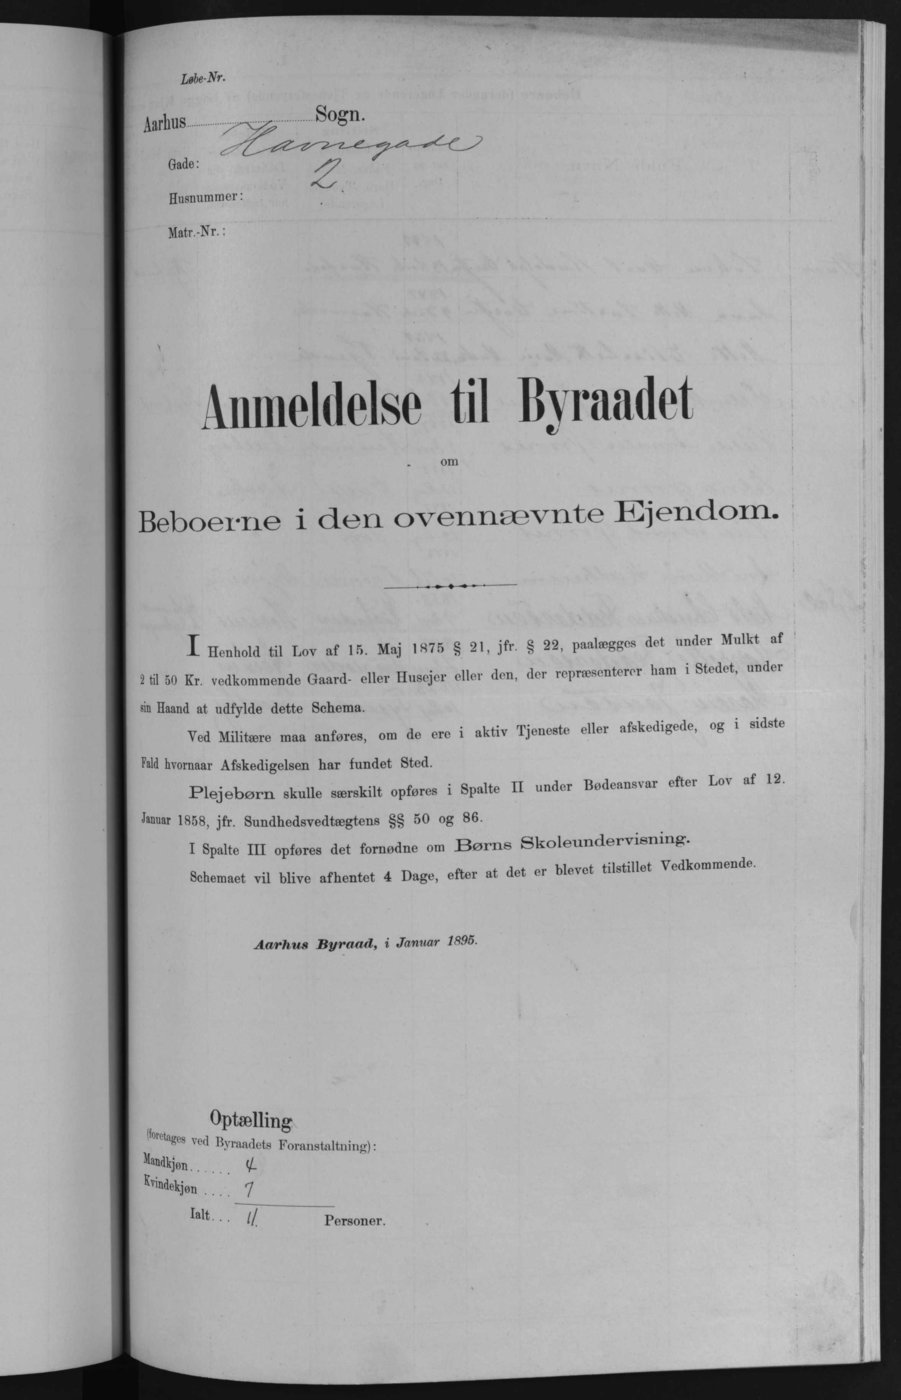 Løbe-Nr.
Aarhus Sogn.
Gade: Havnegade
Husnummer: 2
Matr.-Nr.:
Anmeldelse til Byraadet
om
Beboerne i den ovennævnte Ejendom.
I Henhold til Lov af 15. Maj 1875 § 21, jfr. § 22, paalægges det under Mulkt af
2 til 50 Kr. vedkommende Gaard- eller Husejer eller den, der repræsenterer ham i Stedet, under
sin Haand at udfylde dette Schema.
Ved Militære maa anføres, om de ere i aktiv Tjeneste eller afskedigede, og i sidste
Fald hvornaar Afskedigelsen har fundet Sted.
Plejebørn skulle særskilt opføres i Spalte II under Bødeansvar efter Lov af 12.
Januar 1858, jfr. Sundhedsvedtægtens §§ 50 og 86.
I Spalte III opføres det fornødne om Børns Skoleundervisning.
Schemaet vil blive afhentet 4 Dage, efter at det er blevet tilstillet Vedkommende.
Aarhus Byraad, i Januar 1895.
Optælling
(foretages ved Byraadets Foranstaltning):
Mandkjøn...... 4
Kvindekjøn.... 7
Ialt... 11. Personer.